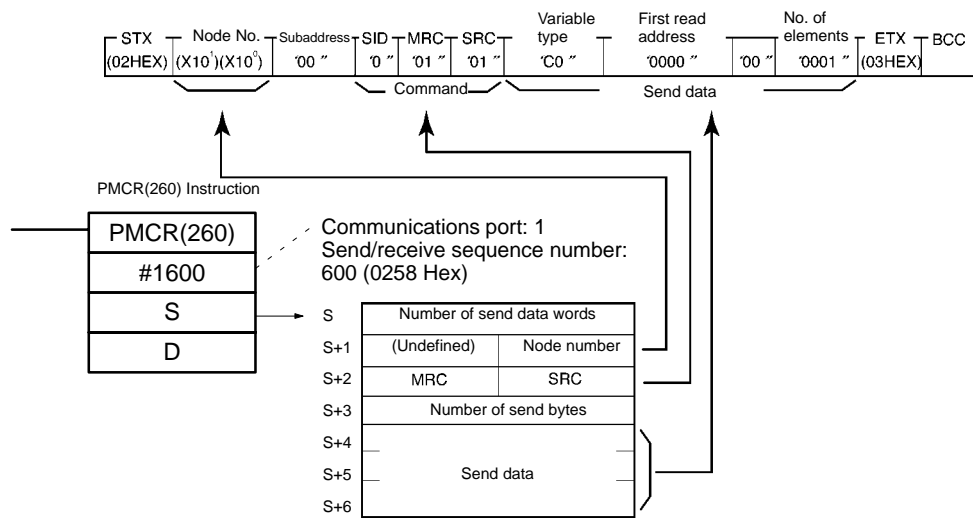 STX
Node No.
Subaddress
SID
MRC
SRC
Variable
type
First read
address
No. of
elements
ETX
BCC
(02HEX)
(X10¹)(X10⁰)
"00 "
"0 "
"01 "
"01 "
"C0 "
"0000 "
"00 "
"0001 "
(03HEX)
Command
Send data
PMCR(260) Instruction
PMCR(260)
#1600
S
D
Communications port: 1
Send/receive sequence number:
600 (0258 Hex)
S
Number of send data words
S+1
(Undefined)
Node number
S+2
MRC
SRC
S+3
Number of send bytes
S+4
S+5
Send data
S+6